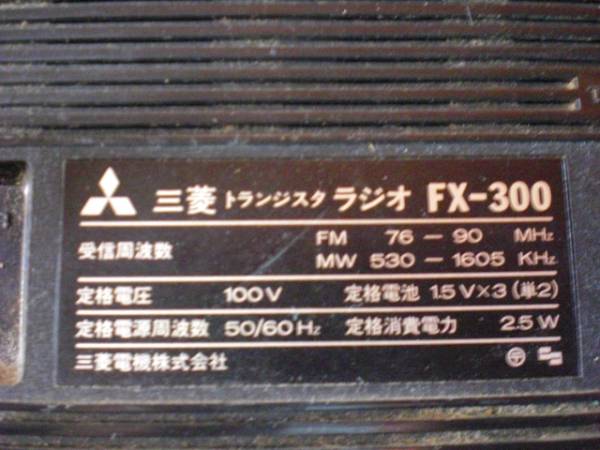 三菱 トランジスタ ラジオ FX-300
受信周波数 FM 76 - 90 MHz
MW 530 - 1605 KHz
定格電圧 100V 定格電池 1.5V×3(単2)
定格電源周波数 50/60Hz 定格消費電力 2.5W
三菱電機株式会社